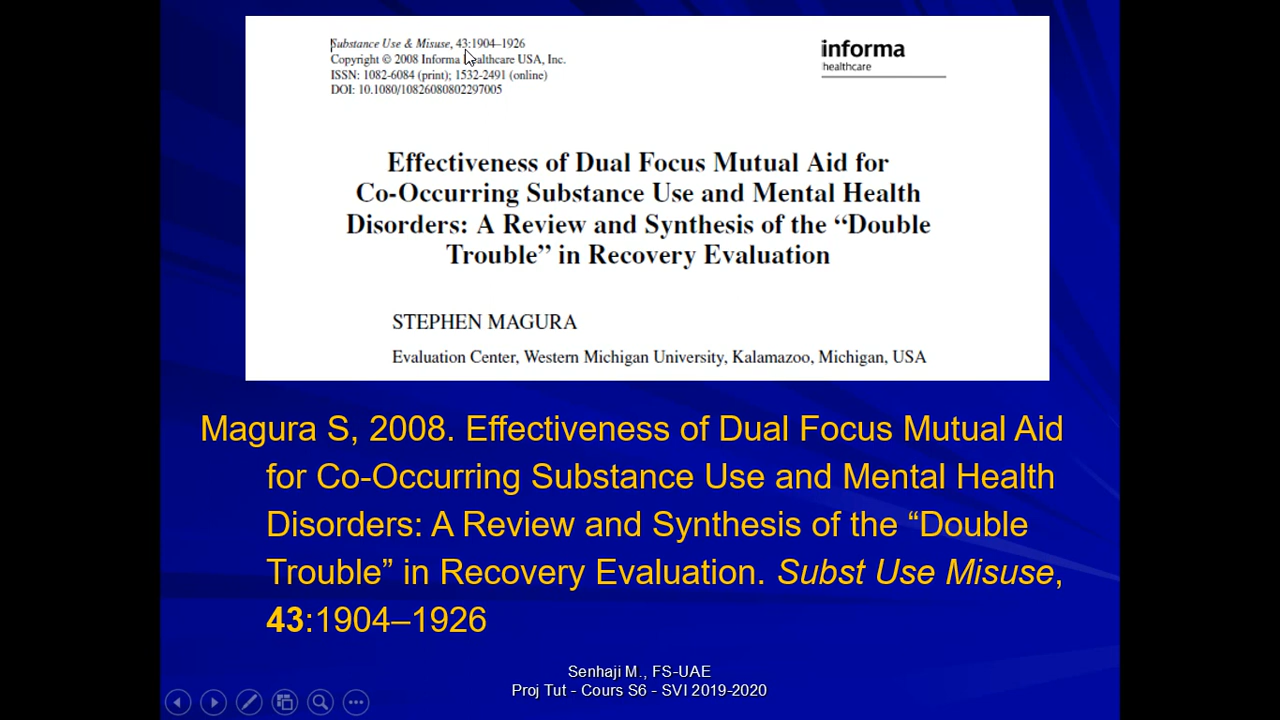 Substance Use & Misuse, 43:1904–1926
Copyright © 2008 Informa Healthcare USA, Inc.
ISSN: 1082-6084 (print); 1532-2491 (online)
DOI: 10.1080/10826080802297005
informa
healthcare
Effectiveness of Dual Focus Mutual Aid for
Co-Occurring Substance Use and Mental Health
Disorders: A Review and Synthesis of the “Double
Trouble” in Recovery Evaluation
STEPHEN MAGURA
Evaluation Center, Western Michigan University, Kalamazoo, Michigan, USA
Magura S, 2008. Effectiveness of Dual Focus Mutual Aid
for Co-Occurring Substance Use and Mental Health
Disorders: A Review and Synthesis of the “Double
Trouble” in Recovery Evaluation. Subst Use Misuse,
43:1904–1926
Senhaji M., FS-UAE
Proj Tut - Cours S6 - SVI 2019-2020